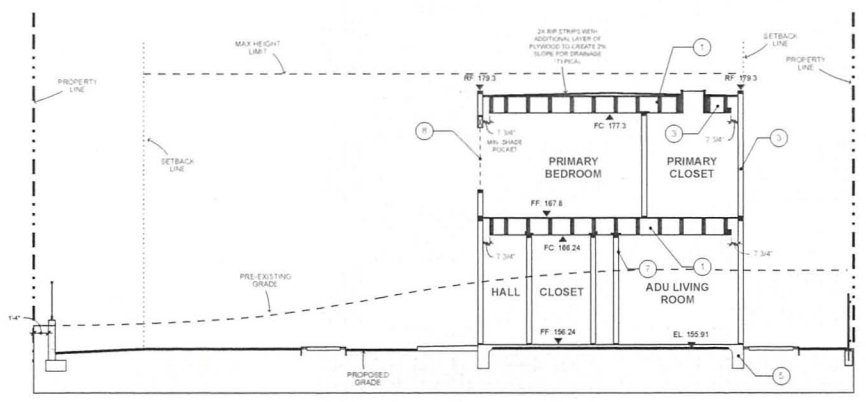 2X RIP STRIPS WITH
ADDITIONAL LAYER OF
PLYWOOD TO CREATE 2%
SLOPE FOR DRAINAGE
TYPICAL
MAX HEIGHT
LIMIT
1
SETBACK
LINE
PROPERTY
LINE
PROPERTY
LINE
RF 179.3
RF 179.3
FC 177.3
3
8
7 3/4"
MIN. SHADE
POCKET
7 3/4"
3
SETBACK
LINE
PRIMARY
BEDROOM
PRIMARY
CLOSET
FF 167.8
FC 166.24
7 3/4"
7 3/4"
7
1
PRE-EXISTING
GRADE
HALL
CLOSET
ADU LIVING
ROOM
1'-4"
FF 156.24
EL. 155.91
PROPOSED
GRADE
5